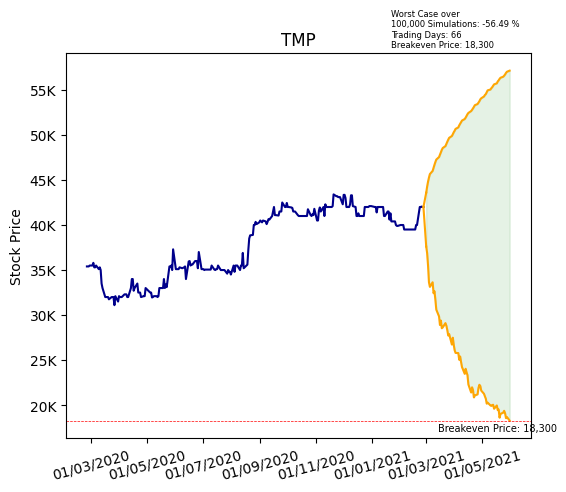 Worst Case over
100,000 Simulations: -56.49 %
Trading Days: 66
Breakeven Price: 18,300
TMP
Stock Price
55K
50K
45K
40K
35K
30K
25K
20K
Breakeven Price: 18,300
01/03/2020
01/05/2020
01/07/2020
01/09/2020
01/11/2020
01/01/2021
01/03/2021
01/05/2021